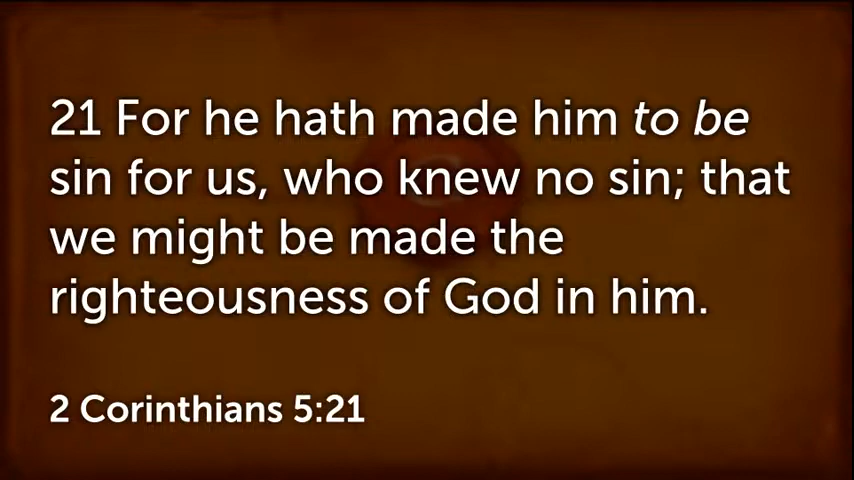 21 For he hath made him to be
sin for us, who knew no sin; that
we might be made the
righteousness of God in him.
2 Corinthians 5:21